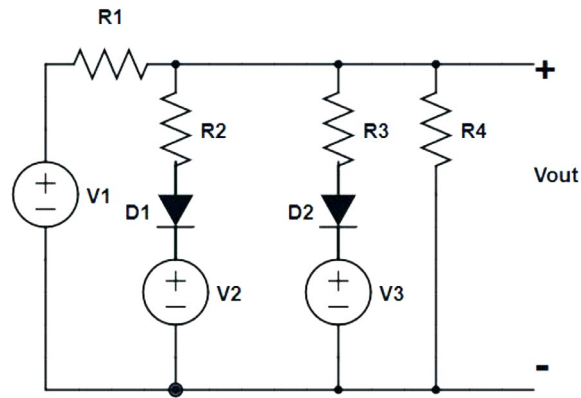 R1
+
R2
R3
R4
+
−
V1
Vout
D1
D2
+
−
V2
+
−
V3
-